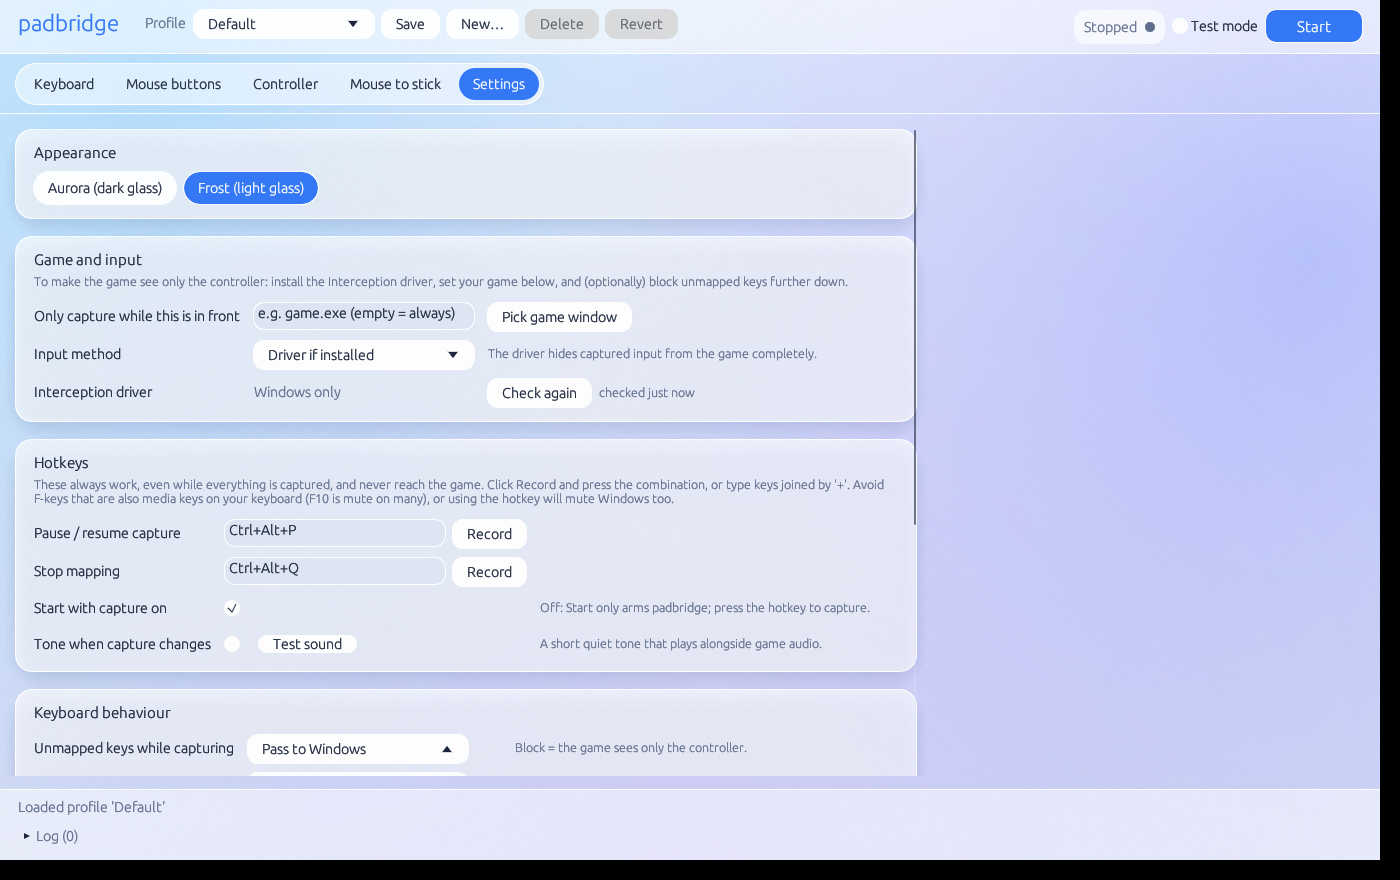 padbridge Profile Default Save New... Delete Revert Stopped Test mode Start
Keyboard Mouse buttons Controller Mouse to stick Settings
Appearance
Aurora (dark glass) Frost (light glass)
Game and input
To make the game see only the controller: install the Interception driver, set your game below, and (optionally) block unmapped keys further down.
Only capture while this is in front e.g. game.exe (empty = always) Pick game window
Input method Driver if installed The driver hides captured input from the game completely.
Interception driver Windows only Check again checked just now
Hotkeys
These always work, even while everything is captured, and never reach the game. Click Record and press the combination, or type keys joined by '+'. Avoid
F-keys that are also media keys on your keyboard (F10 is mute on many), or using the hotkey will mute Windows too.
Pause / resume capture Ctrl+Alt+P Record
Stop mapping Ctrl+Alt+Q Record
Start with capture on Off: Start only arms padbridge; press the hotkey to capture.
Tone when capture changes Test sound A short quiet tone that plays alongside game audio.
Keyboard behaviour
Unmapped keys while capturing Pass to Windows Block = the game sees only the controller.
Loaded profile 'Default'
Log (0)